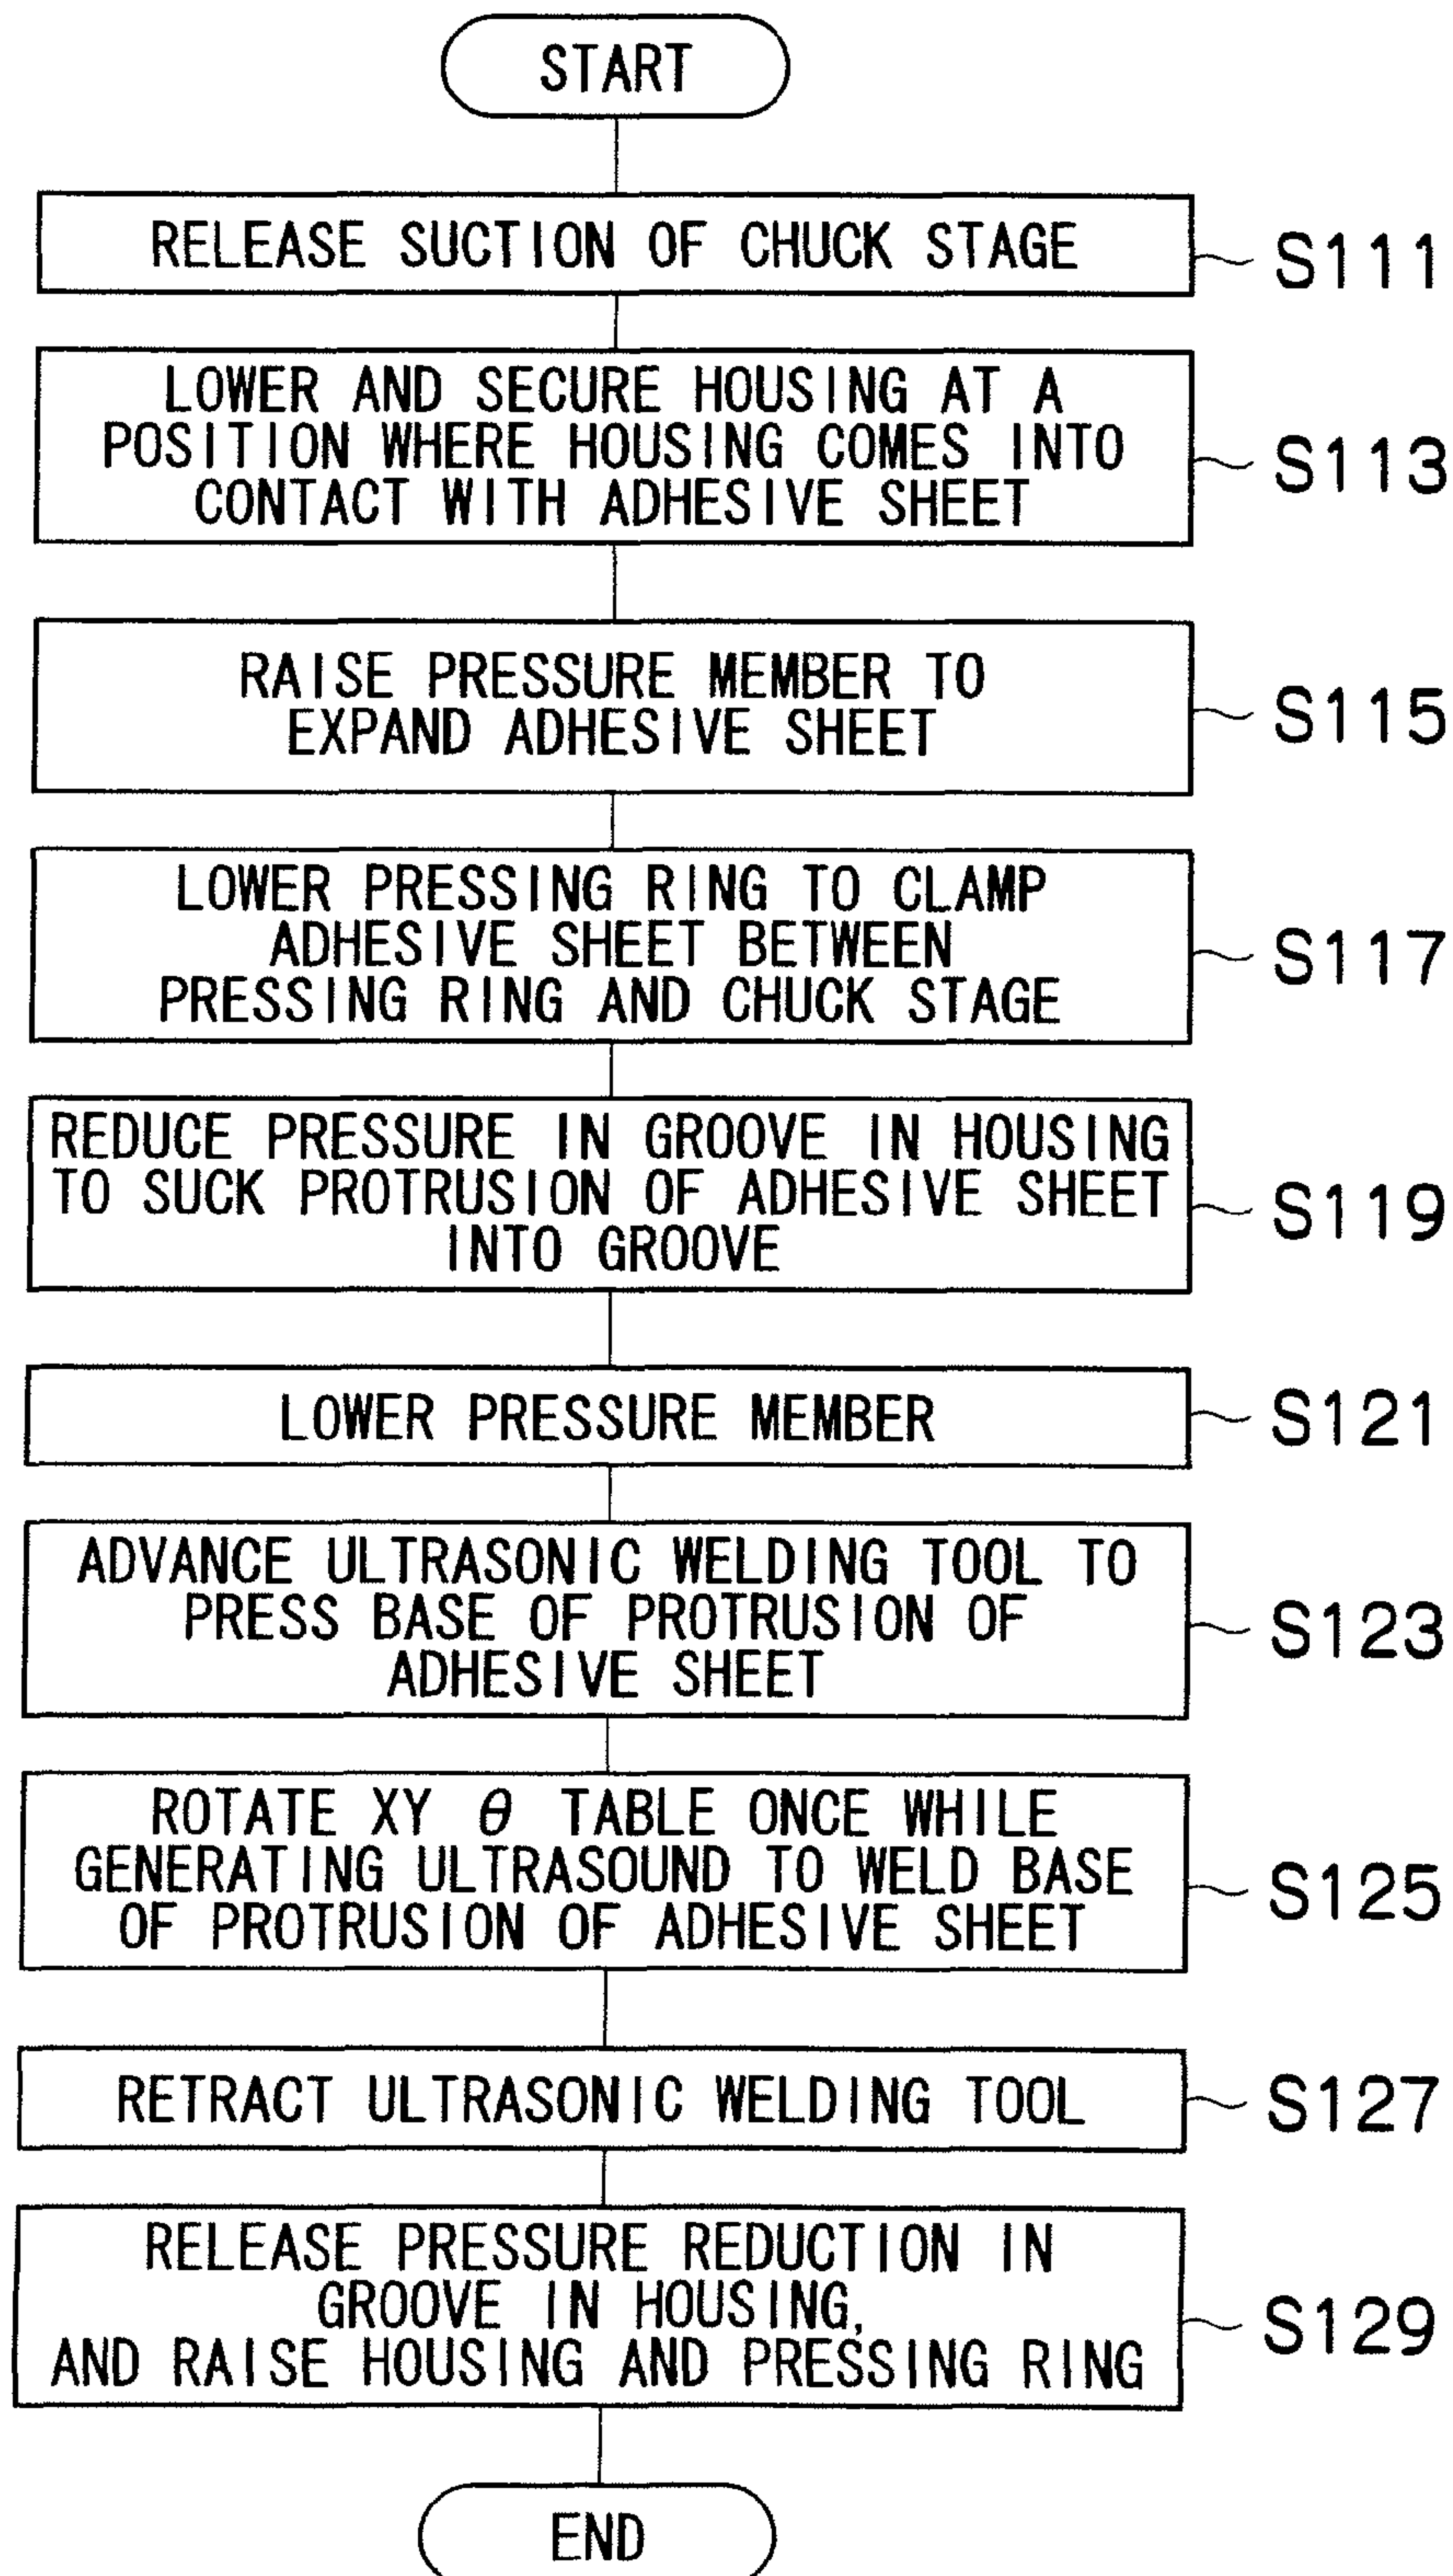 START
RELEASE SUCTION OF CHUCK STAGE
S111
LOWER AND SECURE HOUSING AT A
POSITION WHERE HOUSING COMES INTO
CONTACT WITH ADHESIVE SHEET
S113
RAISE PRESSURE MEMBER TO
EXPAND ADHESIVE SHEET
S115
LOWER PRESSING RING TO CLAMP
ADHESIVE SHEET BETWEEN
PRESSING RING AND CHUCK STAGE
S117
REDUCE PRESSURE IN GROOVE IN HOUSING
TO SUCK PROTRUSION OF ADHESIVE SHEET
INTO GROOVE
S119
LOWER PRESSURE MEMBER
S121
ADVANCE ULTRASONIC WELDING TOOL TO
PRESS BASE OF PROTRUSION OF
ADHESIVE SHEET
S123
ROTATE XY θ TABLE ONCE WHILE
GENERATING ULTRASOUND TO WELD BASE
OF PROTRUSION OF ADHESIVE SHEET
S125
RETRACT ULTRASONIC WELDING TOOL
S127
RELEASE PRESSURE REDUCTION IN
GROOVE IN HOUSING,
AND RAISE HOUSING AND PRESSING RING
S129
END